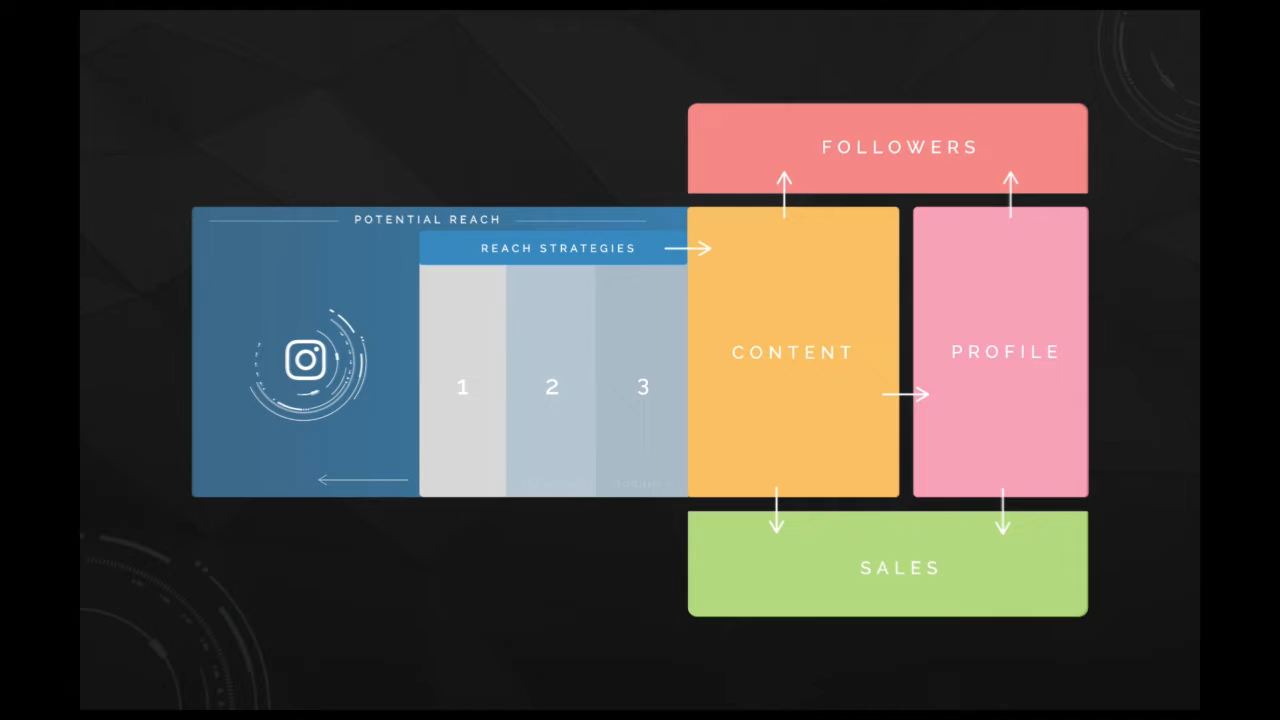 FOLLOWERS
POTENTIAL REACH
REACH STRATEGIES
CONTENT
PROFILE
1
2
3
SALES